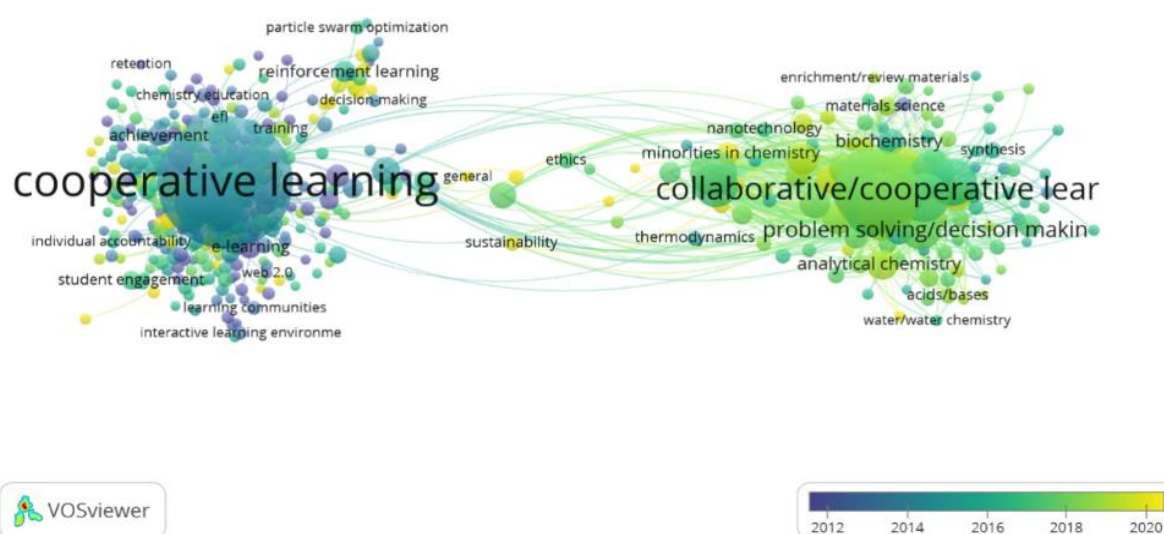 particle swarm optimization
retention
reinforcement learning
chemistry education
decision-making
efl
training
achievement
cooperative learning
general
individual accountability
e-learning
web 2.0
student engagement
learning communities
interactive learning environme
ethics
sustainability
enrichment/review materials
materials science
nanotechnology
biochemistry
minorities in chemistry
synthesis
collaborative/cooperative lear
thermodynamics
problem solving/decision makin
analytical chemistry
acids/bases
water/water chemistry
VOSviewer
2012 2014 2016 2018 2020